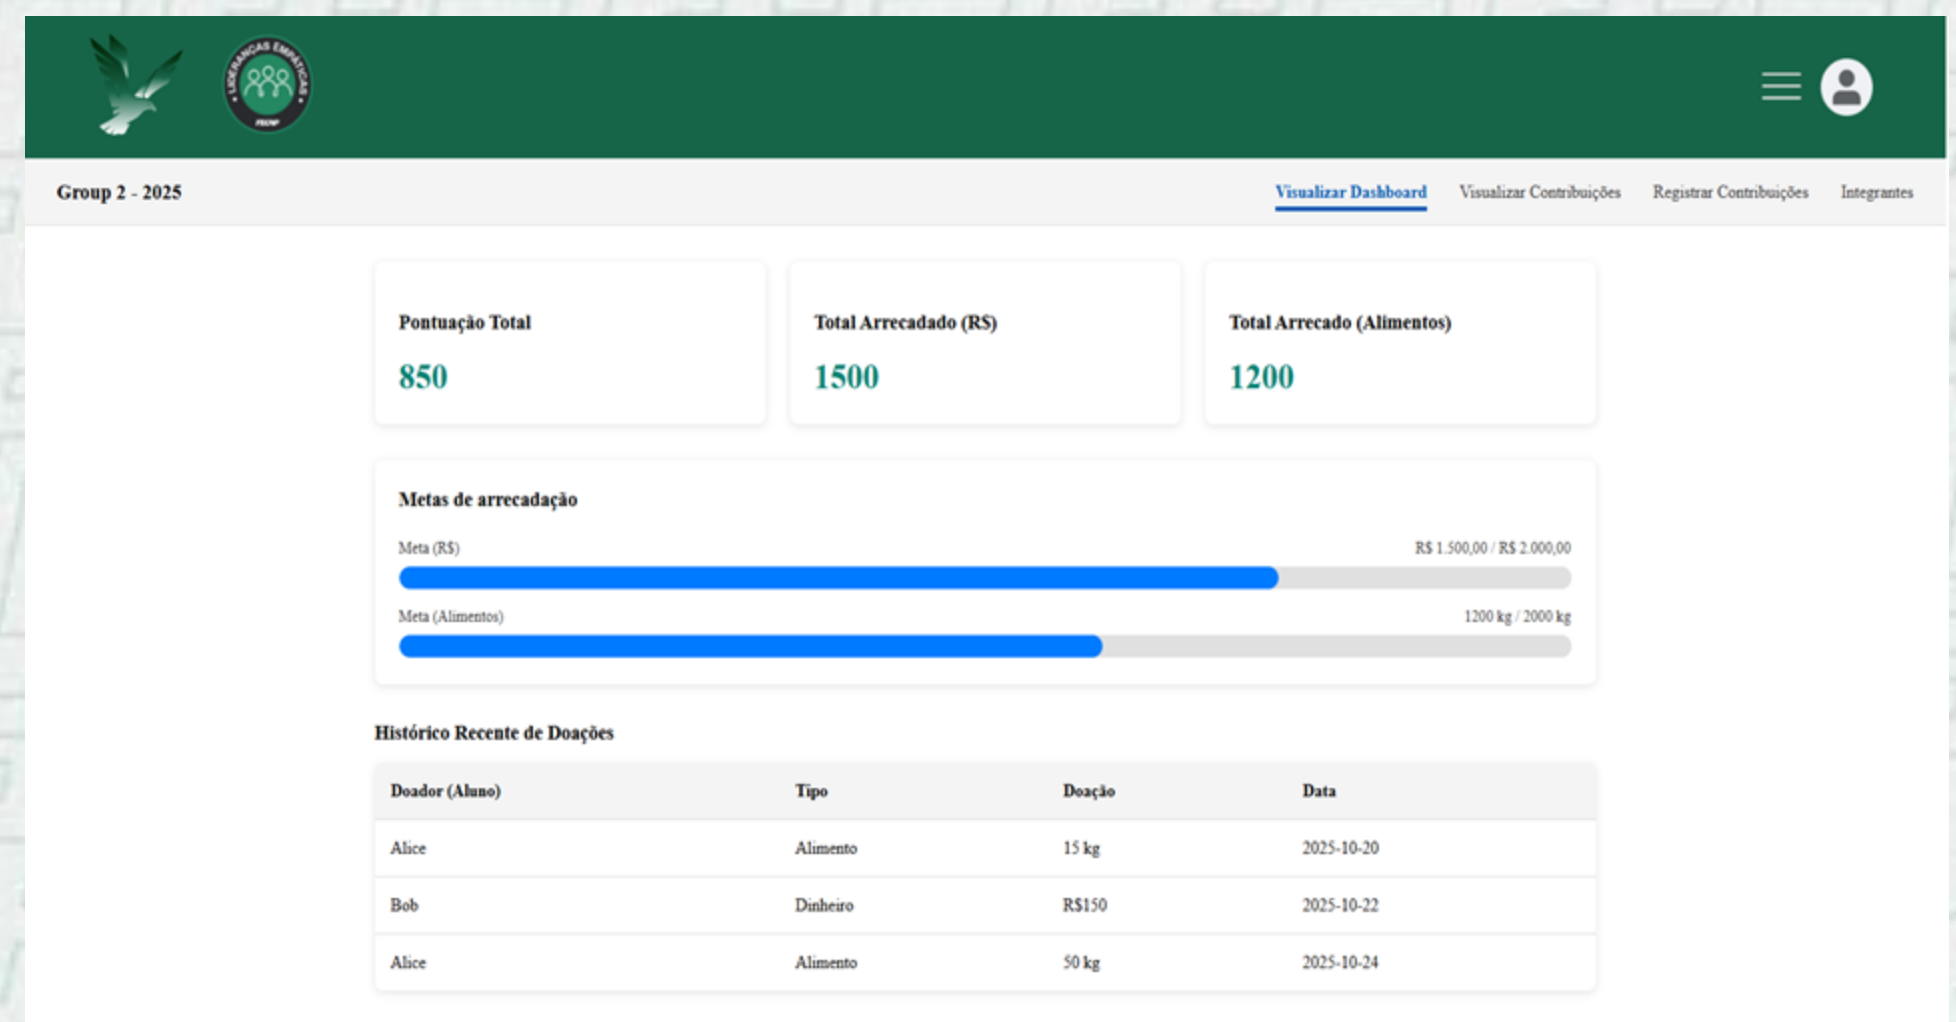 LIDERANÇAS EMPÁTICAS
FECAP
Group 2 - 2025
Visualizar Dashboard Visualizar Contribuições Registrar Contribuições Integrantes
Pontuação Total Total Arrecadado (R$) Total Arrecado (Alimentos)
850 1500 1200
Metas de arrecadação
Meta (R$) R$ 1.500,00 / R$ 2.000,00
Meta (Alimentos) 1200 kg / 2000 kg
Histórico Recente de Doações
Doador (Aluno) Tipo Doação Data
Alice Alimento 15 kg 2025-10-20
Bob Dinheiro R$150 2025-10-22
Alice Alimento 50 kg 2025-10-24